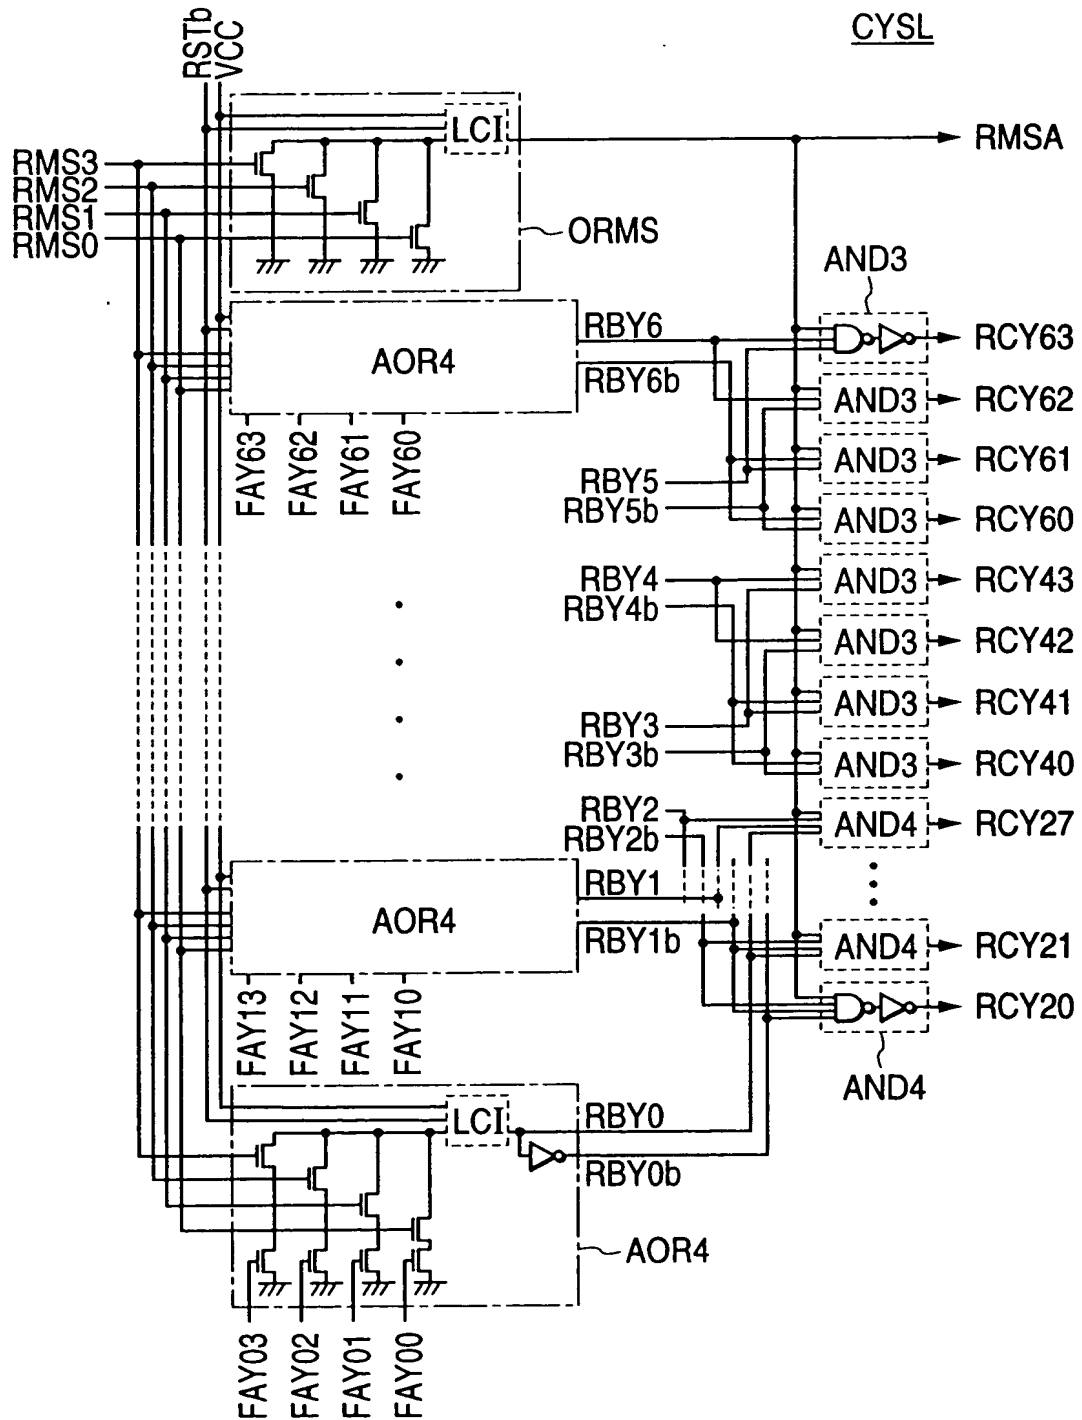 CYSL
RSTb
VCC
LCI
RMSA
RMS3
RMS2
RMS1
RMS0
ORMS
AND3
RBY6
RCY63
AOR4
RBY6b
AND3
RCY62
FAY63
FAY62
FAY61
FAY60
AND3
RCY61
RBY5
RBY5b
AND3
RCY60
RBY4
AND3
RCY43
RBY4b
AND3
RCY42
AND3
RCY41
RBY3
RBY3b
AND3
RCY40
RBY2
AND4
RCY27
RBY2b
RBY1
AOR4
RBY1b
AND4
RCY21
FAY13
FAY12
FAY11
FAY10
RCY20
AND4
LCI
RBY0
RBY0b
AOR4
FAY03
FAY02
FAY01
FAY00